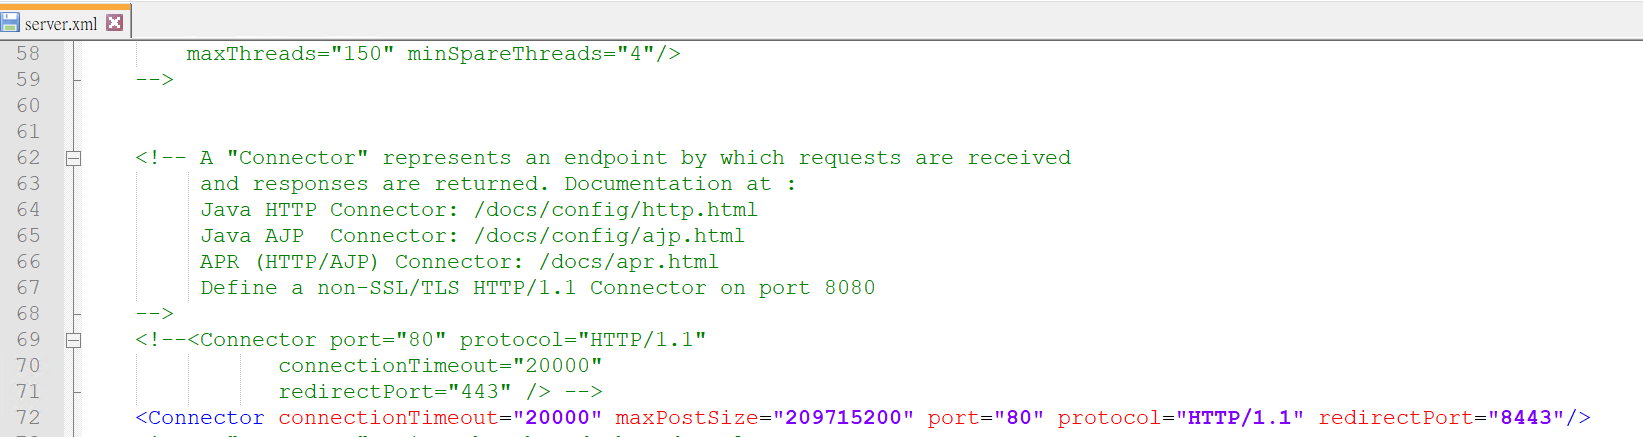 server.xml
58 maxThreads="150" minSpareThreads="4"/>
59 -->
60
61
62 <!-- A "Connector" represents an endpoint by which requests are received
63 and responses are returned. Documentation at :
64 Java HTTP Connector: /docs/config/http.html
65 Java AJP  Connector: /docs/config/ajp.html
66 APR (HTTP/AJP) Connector: /docs/apr.html
67 Define a non-SSL/TLS HTTP/1.1 Connector on port 8080
68 -->
69 <!--<Connector port="80" protocol="HTTP/1.1"
70 connectionTimeout="20000"
71 redirectPort="443" /> -->
72 <Connector connectionTimeout="20000" maxPostSize="209715200" port="80" protocol="HTTP/1.1" redirectPort="8443"/>